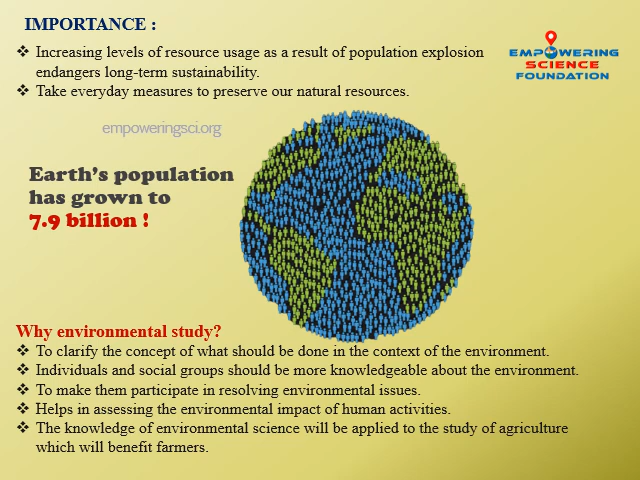 IMPORTANCE :
❖ Increasing levels of resource usage as a result of population explosion
endangers long-term sustainability.
❖ Take everyday measures to preserve our natural resources.
EMPOWERING
SCIENCE
FOUNDATION
empoweringsci.org
Earth's population
has grown to
7.9 billion !
Why environmental study?
❖ To clarify the concept of what should be done in the context of the environment.
❖ Individuals and social groups should be more knowledgeable about the environment.
❖ To make them participate in resolving environmental issues.
❖ Helps in assessing the environmental impact of human activities.
❖ The knowledge of environmental science will be applied to the study of agriculture
which will benefit farmers.